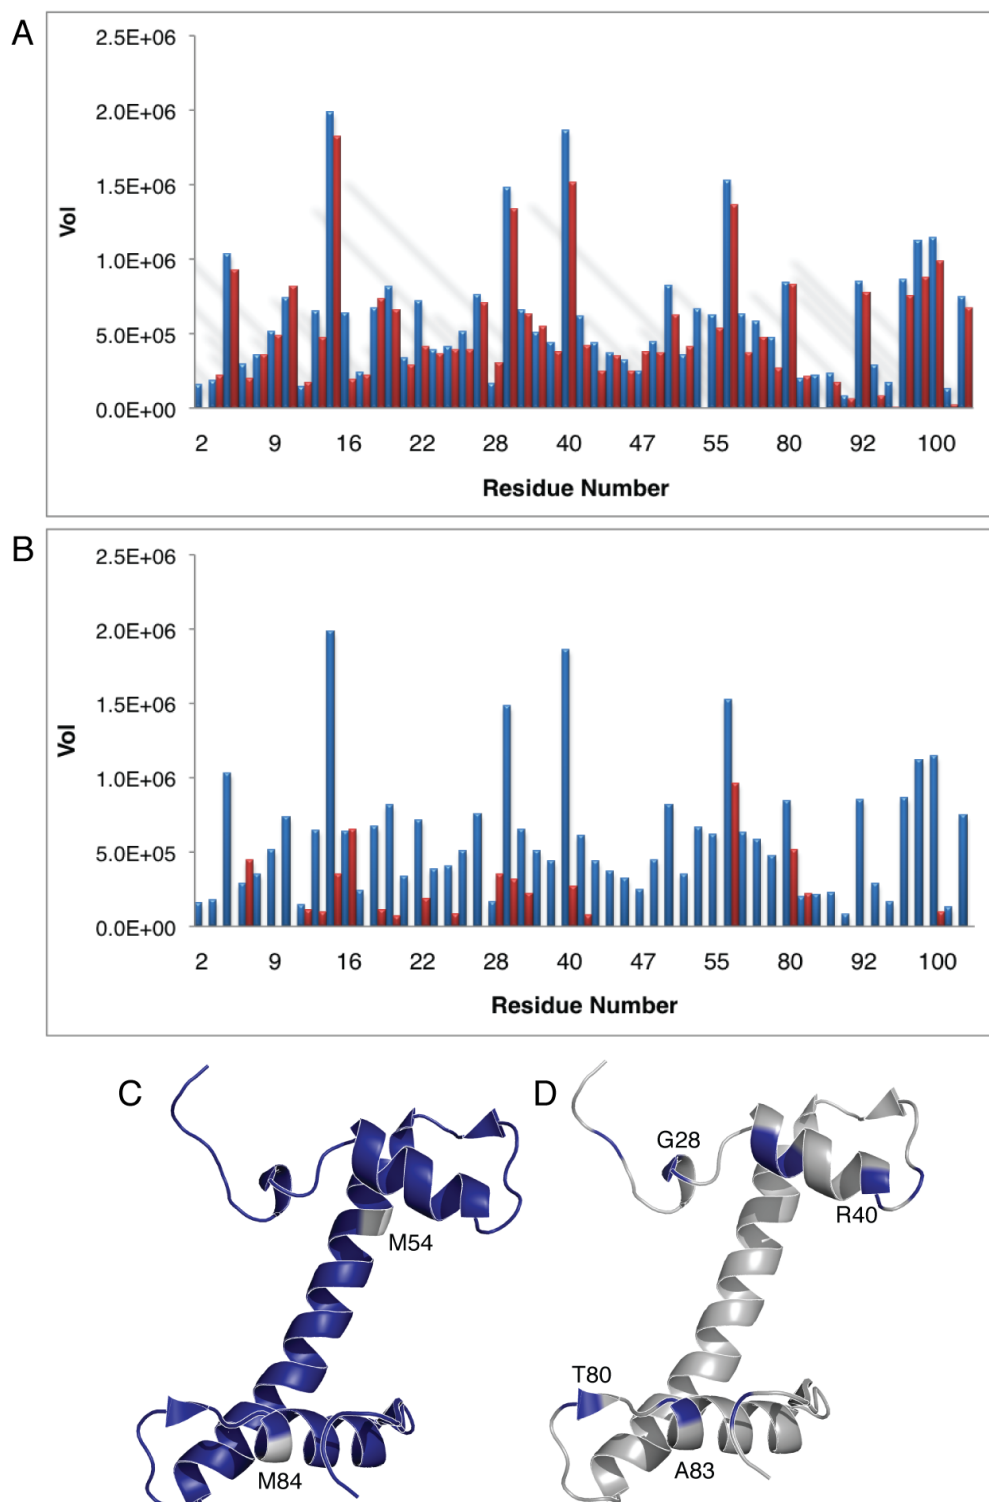 A
2.5E+06
2.0E+06
1.5E+06
1.0E+06
5.0E+05
0.0E+00
Vol
2 9 16 22 28 40 47 55 80 92 100
Residue Number
B
2.5E+06
2.0E+06
1.5E+06
1.0E+06
5.0E+05
0.0E+00
Vol
2 9 16 22 28 40 47 55 80 92 100
Residue Number
C
M54
M84
D
G28
R40
T80
A83